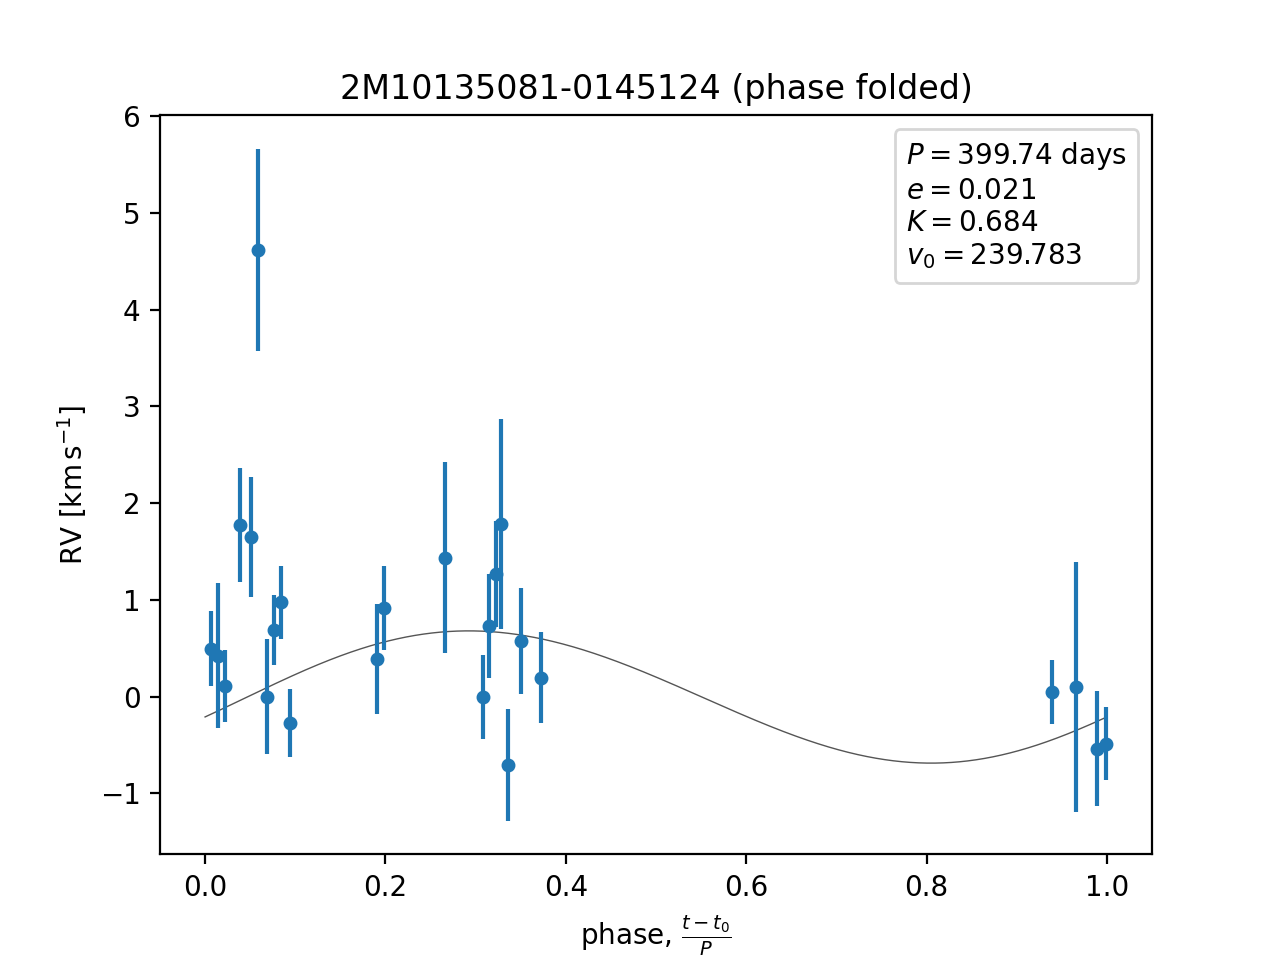 2M10135081-0145124 (phase folded)
P = 399.74 days
e = 0.021
K = 0.684
v₀ = 239.783
RV [km s⁻¹]
6
5
4
3
2
1
0
−1
0.0 0.2 0.4 0.6 0.8 1.0
phase, (t − t₀)/P